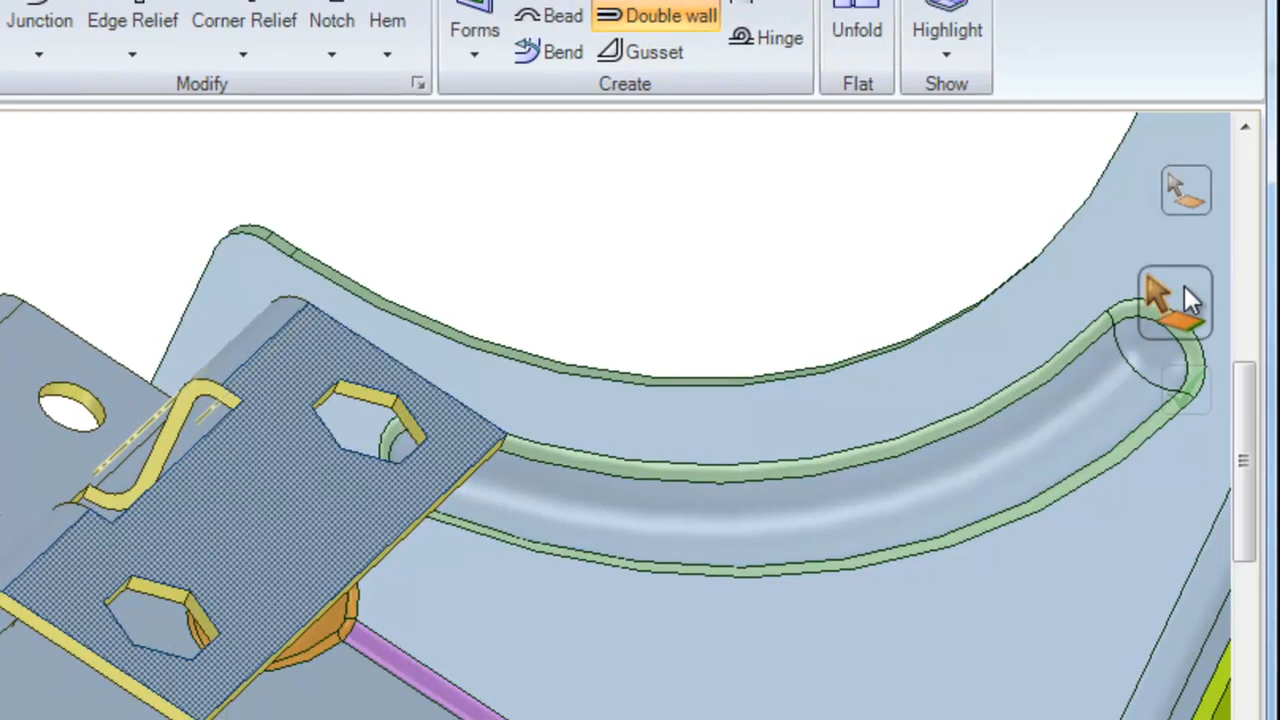 Junction Edge Relief Corner Relief Notch Hem
Modify
Forms Bead Double wall
Bend Gusset Hinge
Create
Unfold
Flat
Highlight
Show